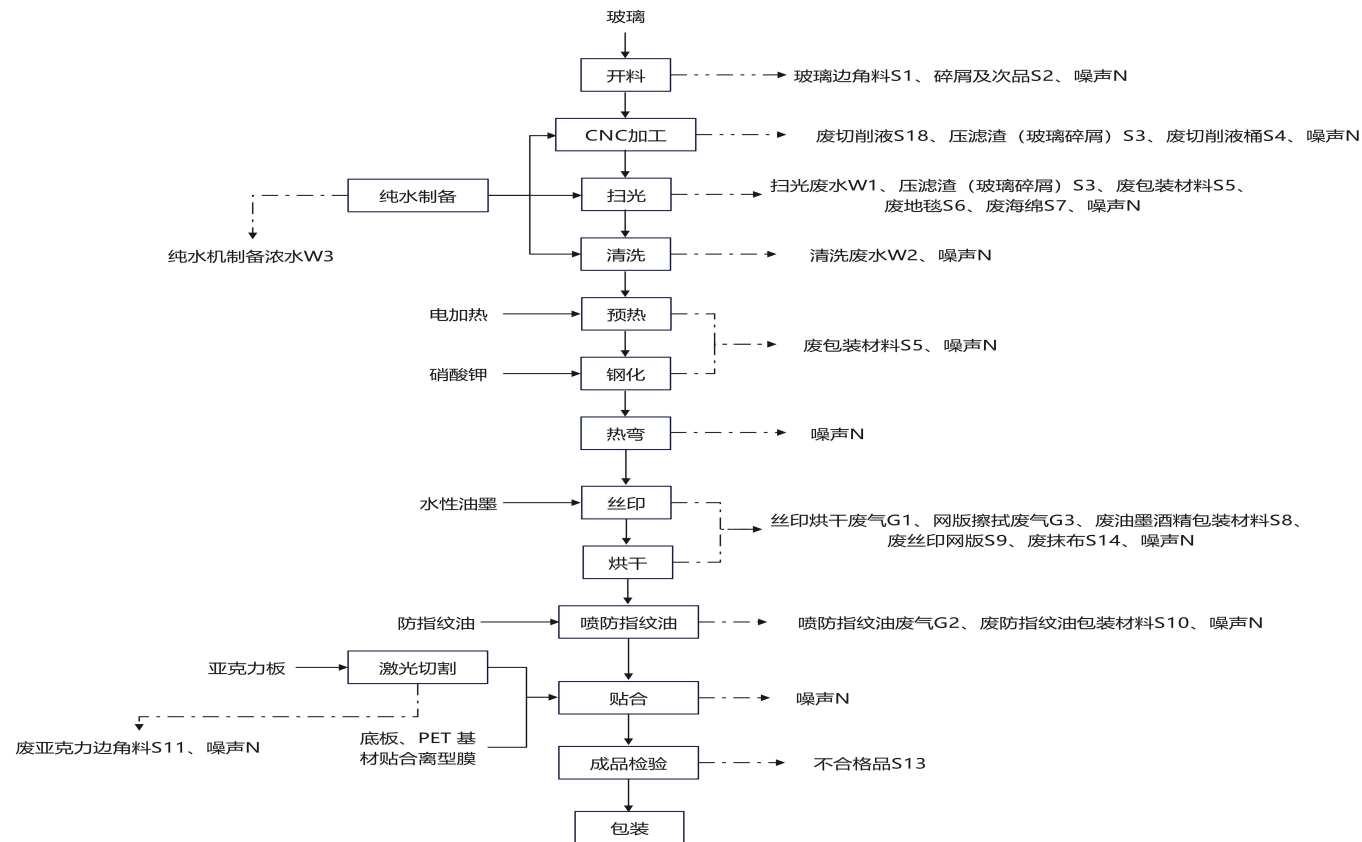 玻璃
开料
玻璃边角料S1、碎屑及次品S2、噪声N
CNC加工
废切削液S18、压滤渣（玻璃碎屑）S3、废切削液桶S4、噪声N
纯水制备
扫光
扫光废水W1、压滤渣（玻璃碎屑）S3、废包装材料S5、
废地毯S6、废海绵S7、噪声N
纯水机制备浓水W3
清洗
清洗废水W2、噪声N
电加热
预热
废包装材料S5、噪声N
硝酸钾
钢化
热弯
噪声N
水性油墨
丝印
丝印烘干废气G1、网版擦拭废气G3、废油墨酒精包装材料S8、
废丝印网版S9、废抹布S14、噪声N
烘干
防指纹油
喷防指纹油
喷防指纹油废气G2、废防指纹油包装材料S10、噪声N
亚克力板
激光切割
贴合
噪声N
废亚克力边角料S11、噪声N
底板、PET 基
材贴合离型膜
成品检验
不合格品S13
包装